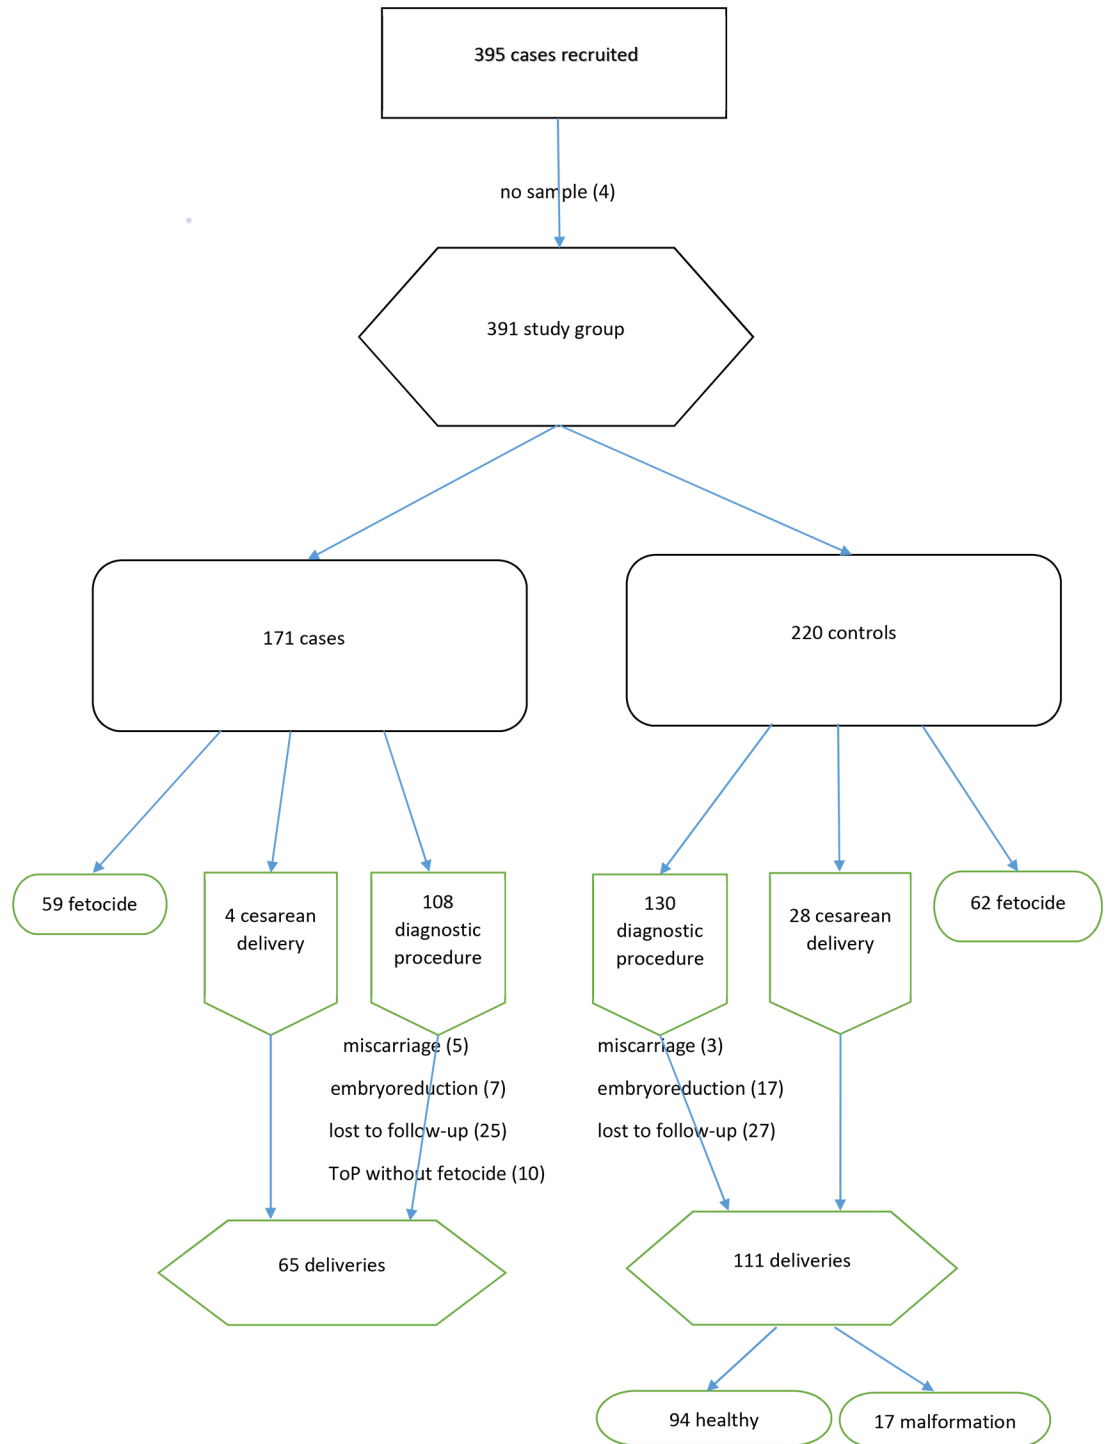 395 cases recruited
no sample (4)
391 study group
171 cases
220 controls
59 fetocide
4 cesarean
delivery
108
diagnostic
procedure
130
diagnostic
procedure
28 cesarean
delivery
62 fetocide
miscarriage (5)
embryoreduction (7)
lost to follow-up (25)
ToP without fetocide (10)
miscarriage (3)
embryoreduction (17)
lost to follow-up (27)
65 deliveries
111 deliveries
94 healthy
17 malformation